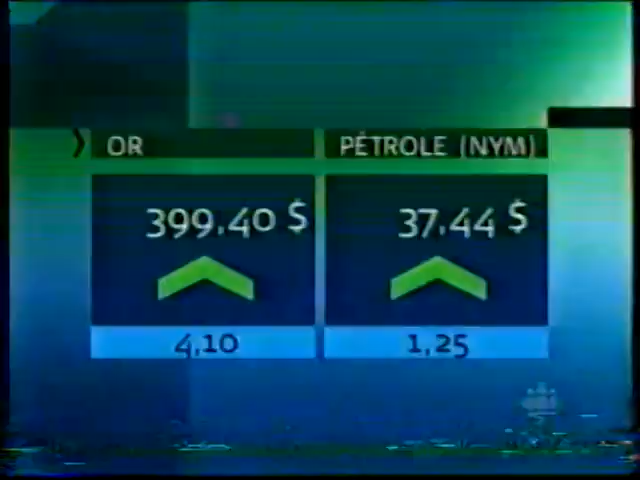 OR
PÉTROLE (NYM)
399.40 $
37.44 $
4,10
1,25